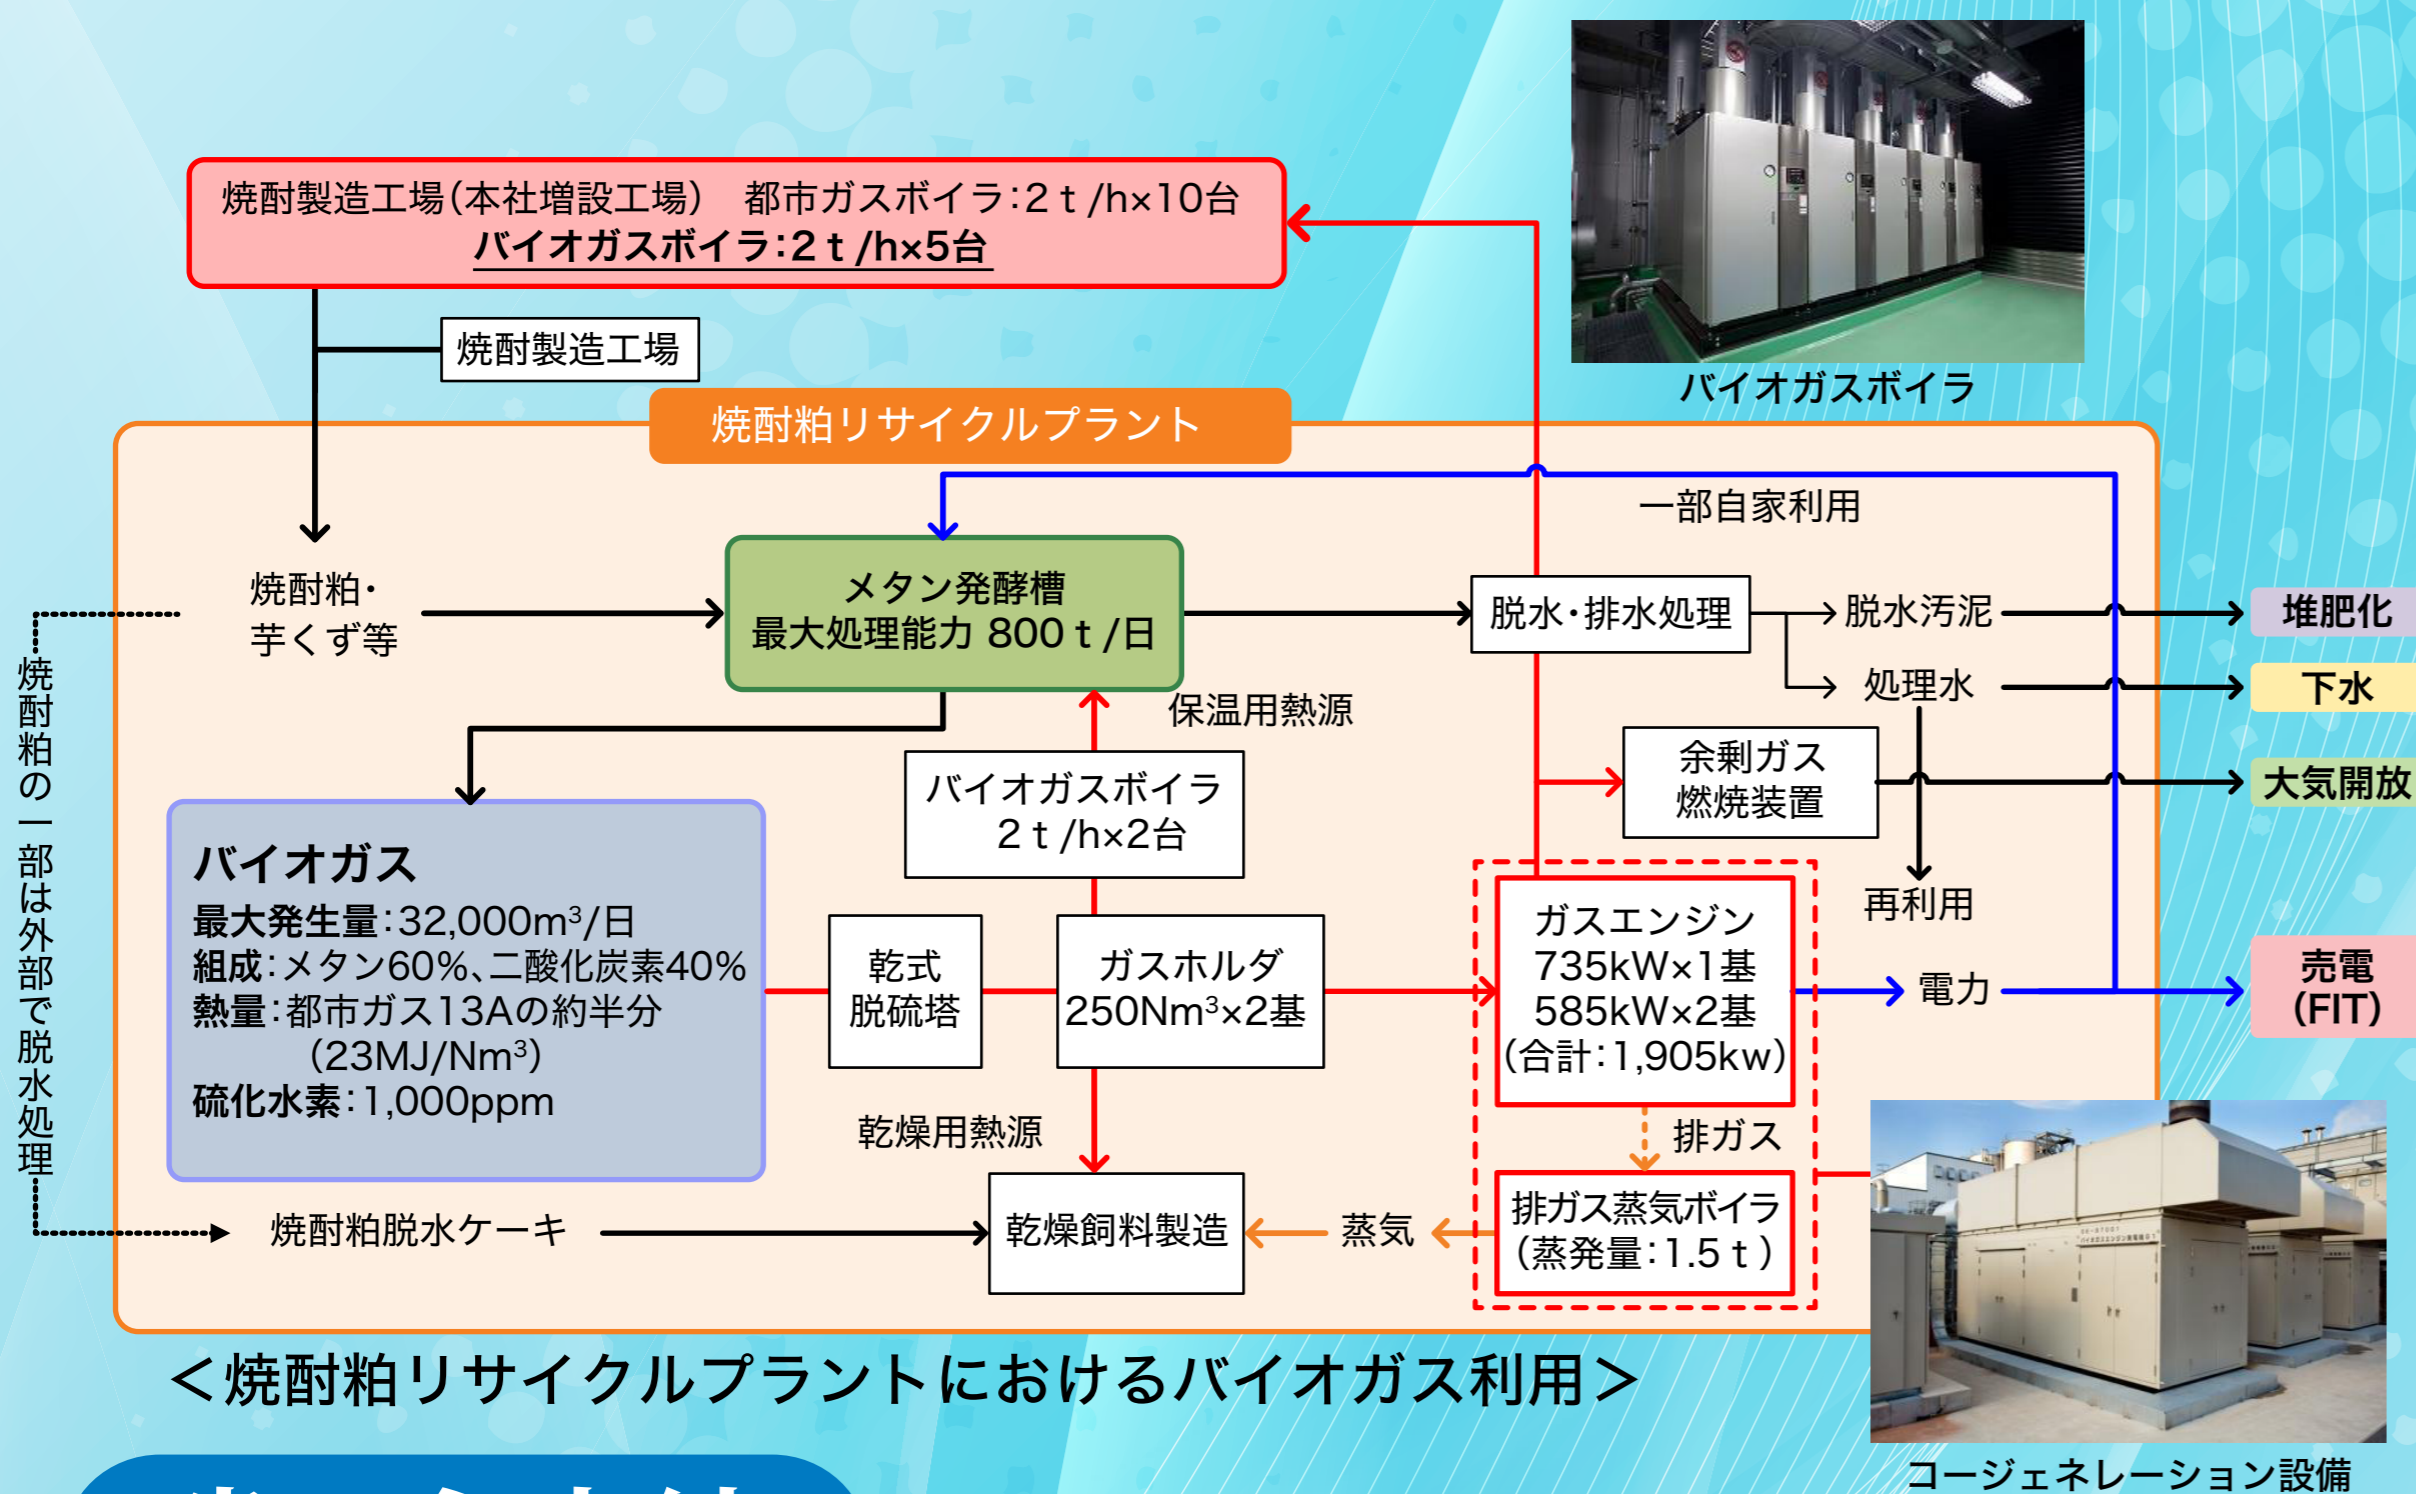 焼酎製造工場（本社増設工場）　都市ガスボイラ：2ｔ/h×10台
バイオガスボイラ：2ｔ/h×5台
バイオガスボイラ
焼酎製造工場
焼酎粕リサイクルプラント
一部自家利用
焼酎粕・
芋くず等
メタン発酵槽
最大処理能力 800ｔ/日
脱水・排水処理
脱水汚泥
堆肥化
処理水
下水
保温用熱源
余剰ガス
燃焼装置
大気開放
再利用
バイオガスボイラ
2ｔ/h×2台
焼酎粕の一部は外部で脱水処理
バイオガス
最大発生量：32,000m³/日
組成：メタン60%、二酸化炭素40%
熱量：都市ガス13Aの約半分
（23MJ/Nm³）
硫化水素：1,000ppm
乾式
脱硫塔
ガスホルダ
250Nm³×2基
ガスエンジン
735kW×1基
585kW×2基
（合計：1,905kw）
電力
売電
（FIT）
乾燥用熱源
排ガス
焼酎粕脱水ケーキ
乾燥飼料製造
蒸気
排ガス蒸気ボイラ
（蒸発量：1.5ｔ）
＜焼酎粕リサイクルプラントにおけるバイオガス利用＞
コージェネレーション設備